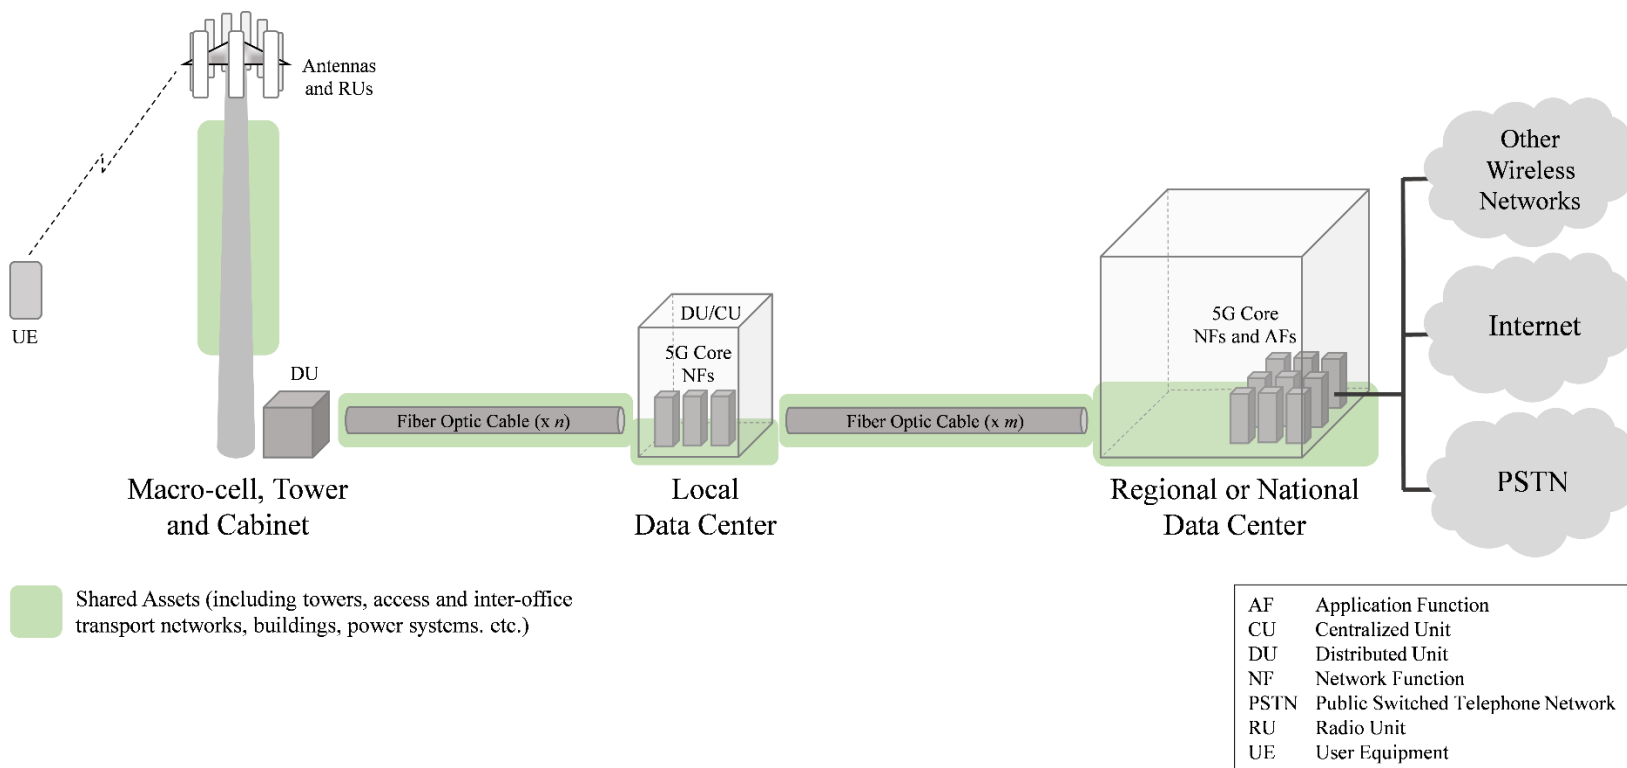 Antennas
and RUs
UE
DU
Fiber Optic Cable (x n)
DU/CU
5G Core
NFs
Fiber Optic Cable (x m)
5G Core
NFs and AFs
Other
Wireless
Networks
Internet
PSTN
Macro-cell, Tower
and Cabinet
Local
Data Center
Regional or National
Data Center
Shared Assets (including towers, access and inter-office
transport networks, buildings, power systems. etc.)
AF Application Function
CU Centralized Unit
DU Distributed Unit
NF Network Function
PSTN Public Switched Telephone Network
RU Radio Unit
UE User Equipment